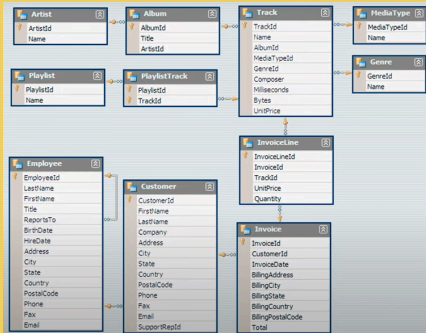 Artist
ArtistId
Name
Album
AlbumId
Title
ArtistId
Track
TrackId
Name
AlbumId
MediaTypeId
GenreId
Composer
Milliseconds
Bytes
UnitPrice
MediaType
MediaTypeId
Name
Genre
GenreId
Name
Playlist
PlaylistId
Name
PlaylistTrack
PlaylistId
TrackId
InvoiceLine
InvoiceLineId
InvoiceId
TrackId
UnitPrice
Quantity
Employee
EmployeeId
LastName
FirstName
Title
ReportsTo
BirthDate
HireDate
Address
City
State
Country
PostalCode
Phone
Fax
Email
Customer
CustomerId
FirstName
LastName
Company
Address
City
State
Country
PostalCode
Phone
Fax
Email
SupportRepId
Invoice
InvoiceId
CustomerId
InvoiceDate
BillingAddress
BillingCity
BillingState
BillingCountry
BillingPostalCode
Total